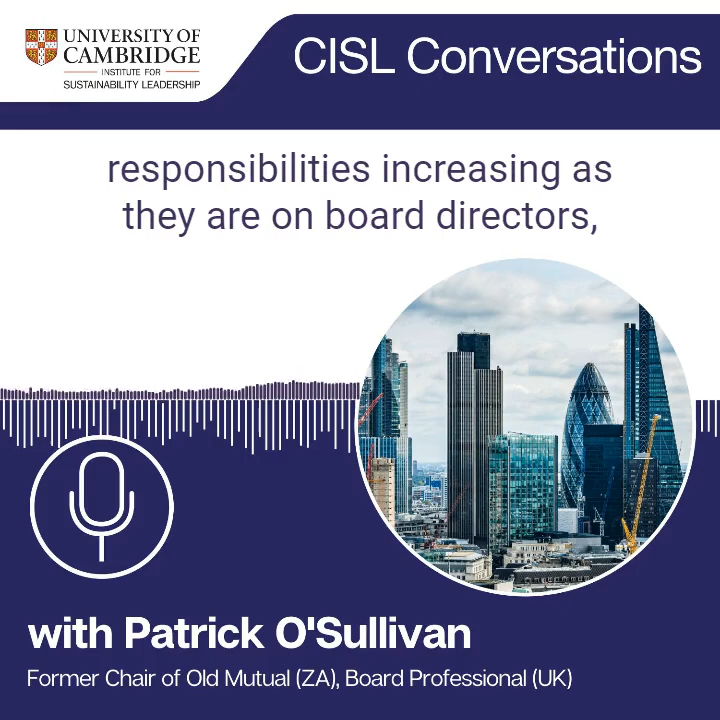 UNIVERSITY OF
CAMBRIDGE
INSTITUTE FOR
SUSTAINABILITY LEADERSHIP
CISL Conversations
responsibilities increasing as
they are on board directors,
with Patrick O'Sullivan
Former Chair of Old Mutual (ZA), Board Professional (UK)